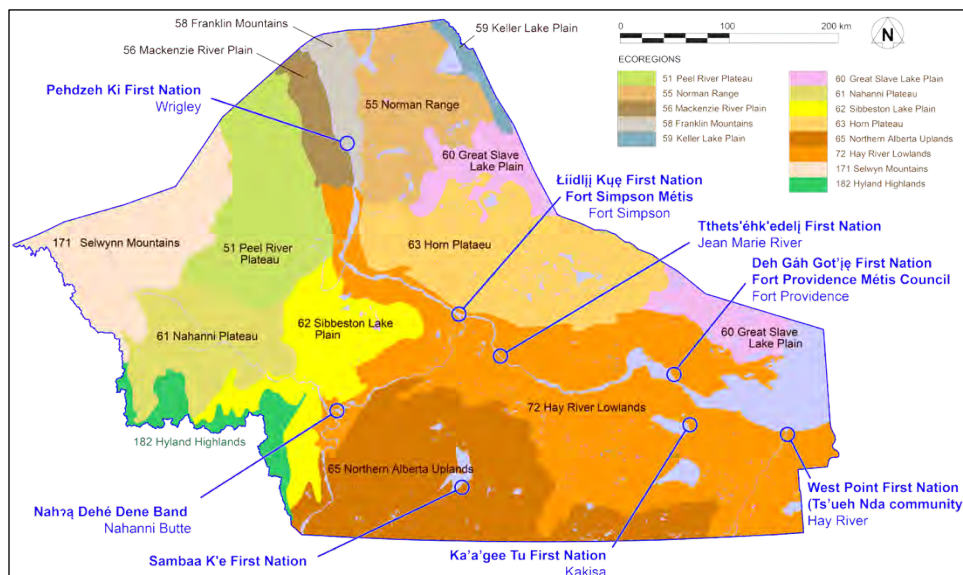 58 Franklin Mountains
56 Mackenzie River Plain
59 Keller Lake Plain
0 100 200 km
N
ECOREGIONS
51 Peel River Plateau
55 Norman Range
56 Mackenzie River Plain
58 Franklin Mountains
59 Keller Lake Plain
60 Great Slave Lake Plain
61 Nahanni Plateau
62 Sibbeston Lake Plain
63 Horn Plateau
65 Northern Alberta Uplands
72 Hay River Lowlands
171 Selwyn Mountains
182 Hyland Highlands
Pehdzeh Ki First Nation
Wrigley
55 Norman Range
60 Great Slave
Lake Plain
Łíídlįį Kųę First Nation
Fort Simpson Métis
Fort Simpson
171 Selwynn Mountains
51 Peel River
Plateau
63 Horn Plataeu
Tthets'éhk'edelį First Nation
Jean Marie River
Deh Gáh Got'įę First Nation
Fort Providence Métis Council
Fort Providence
61 Nahanni Plateau
62 Sibbeston Lake
Plain
60 Great Slave
Lake Plain
72 Hay River Lowlands
182 Hyland Highlands
65 Northern Alberta Uplands
Nahɂą Dehé Dene Band
Nahanni Butte
Sambaa K'e First Nation
Ka'a'gee Tu First Nation
Kakisa
West Point First Nation
(Ts'ueh Nda community
Hay River